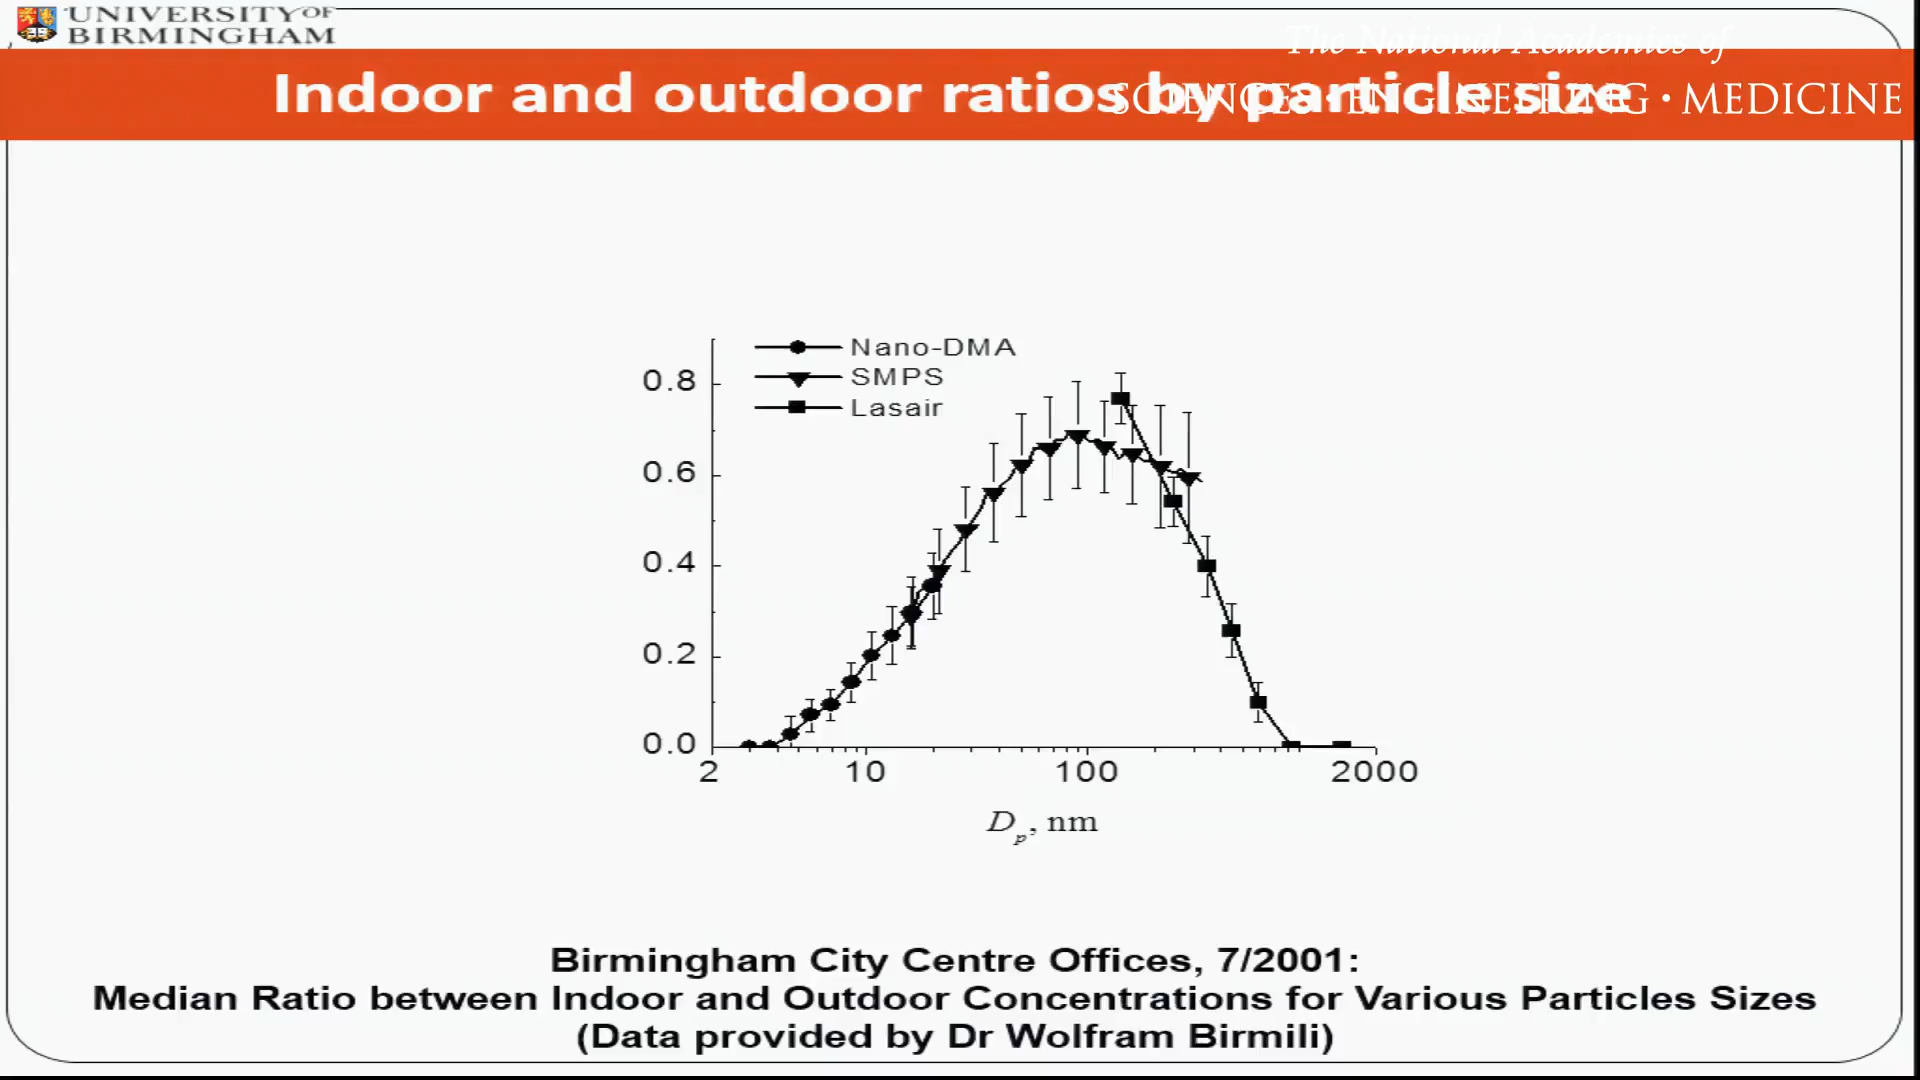 UNIVERSITY OF
BIRMINGHAM
The National Academies of
SCIENCES · ENGINEERING · MEDICINE
Indoor and outdoor ratios by particle size
Nano-DMA
SMPS
Lasair
0.8
0.6
0.4
0.2
0.0
2 10 100 2000
Dp, nm
Birmingham City Centre Offices, 7/2001:
Median Ratio between Indoor and Outdoor Concentrations for Various Particles Sizes
(Data provided by Dr Wolfram Birmili)